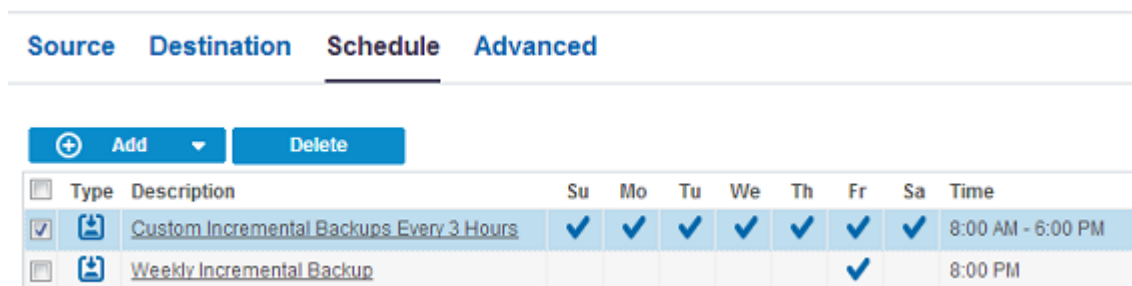 Source Destination Schedule Advanced
Add Delete
Type Description Su Mo Tu We Th Fr Sa Time
Custom Incremental Backups Every 3 Hours 8:00 AM - 6:00 PM
Weekly Incremental Backup 8:00 PM